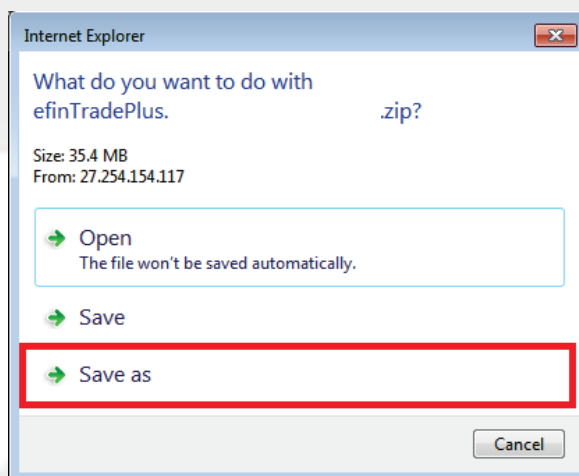 Internet Explorer
What do you want to do with
efinTradePlus. .zip?
Size: 35.4 MB
From: 27.254.154.117
Open
The file won't be saved automatically.
Save
Save as
Cancel